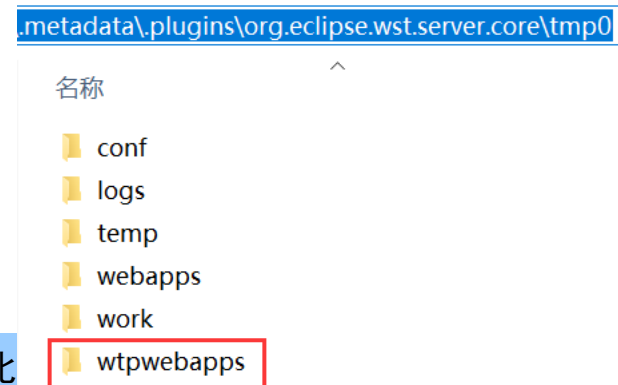 .metadata\.plugins\org.eclipse.wst.server.core\tmp0
名称
conf
logs
temp
webapps
work
wtpwebapps